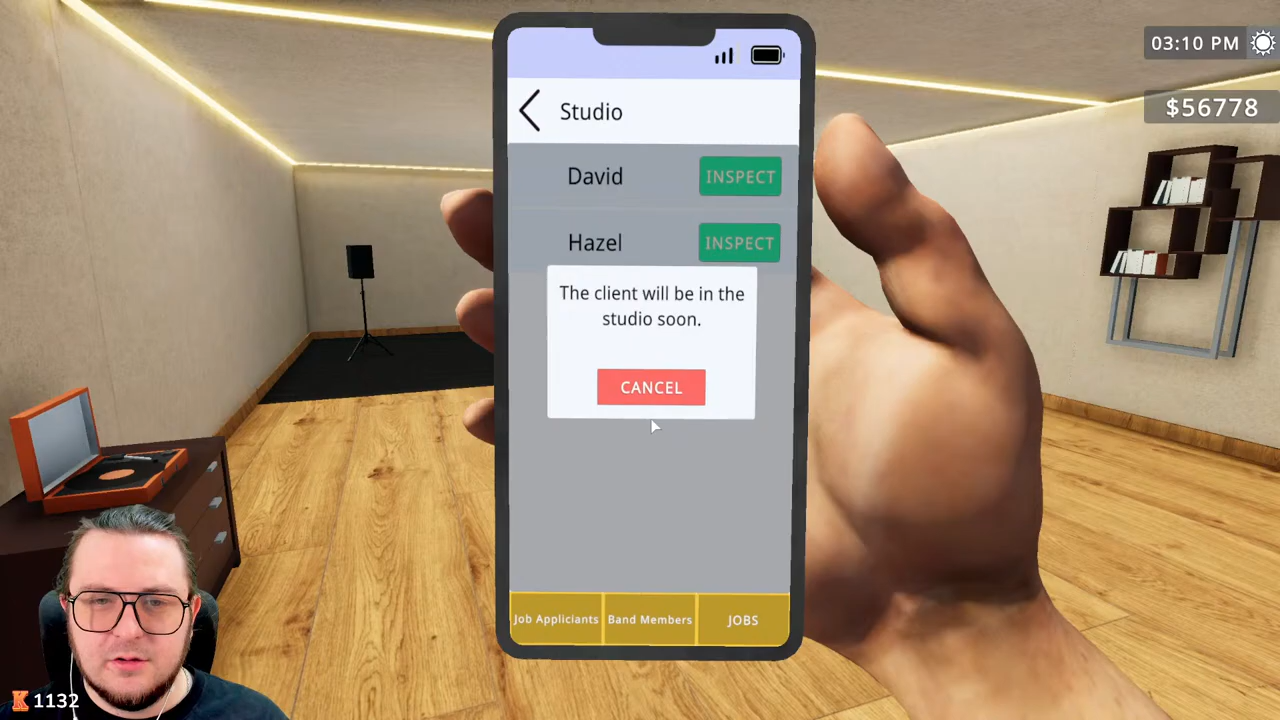 03:10 PM
$56778
Studio
David INSPECT
Hazel INSPECT
The client will be in the
studio soon.
CANCEL
Job Appliciants Band Members JOBS
K 1132